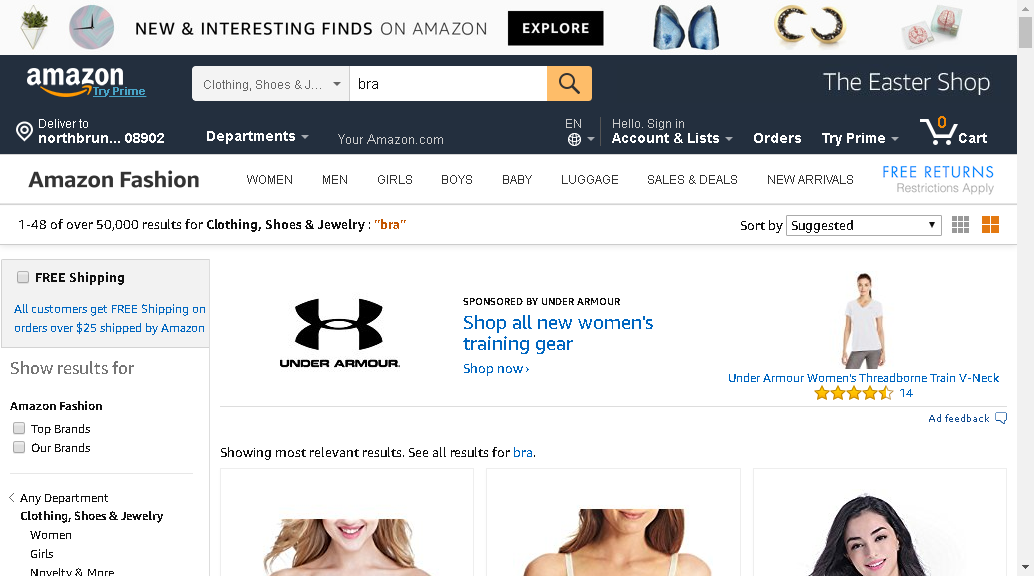 NEW & INTERESTING FINDS ON AMAZON EXPLORE
amazon
Try Prime
Clothing, Shoes & J...
bra
The Easter Shop
Deliver to
northbrun... 08902
Departments
Your Amazon.com
EN
Hello. Sign in
Account & Lists
Orders
Try Prime
0
Cart
Amazon Fashion
WOMEN
MEN
GIRLS
BOYS
BABY
LUGGAGE
SALES & DEALS
NEW ARRIVALS
FREE RETURNS
Restrictions Apply
1-48 of over 50,000 results for Clothing, Shoes & Jewelry : "bra"
Sort by Suggested
FREE Shipping
All customers get FREE Shipping on
orders over $25 shipped by Amazon
Show results for
Amazon Fashion
Top Brands
Our Brands
Any Department
Clothing, Shoes & Jewelry
Women
Girls
Novelty & More
UNDER ARMOUR.
SPONSORED BY UNDER ARMOUR
Shop all new women's
training gear
Shop now ›
Under Armour Women's Threadborne Train V-Neck
14
Ad feedback
Showing most relevant results. See all results for bra.